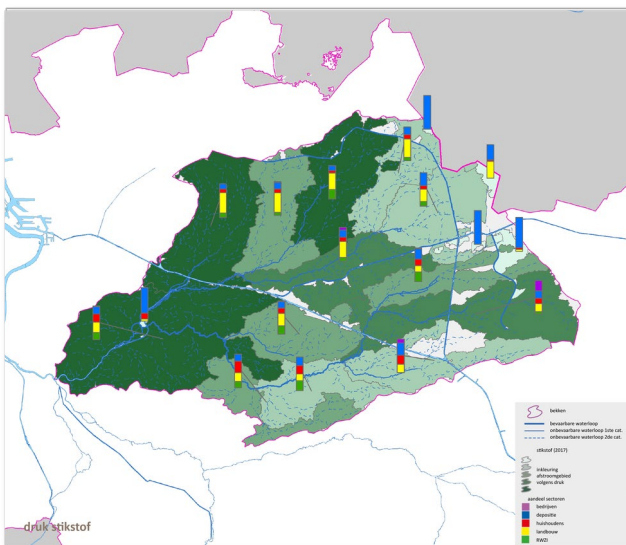 bekken
bevaarbare waterloop
onbevaarbare waterloop 1ste cat.
onbevaarbare waterloop 2de cat.
stikstof (2017)
inkleuring
afstroomgebied
volgens druk
aandeel sectoren
bedrijven
depositie
huishoudens
landbouw
RWZI
druk stikstof